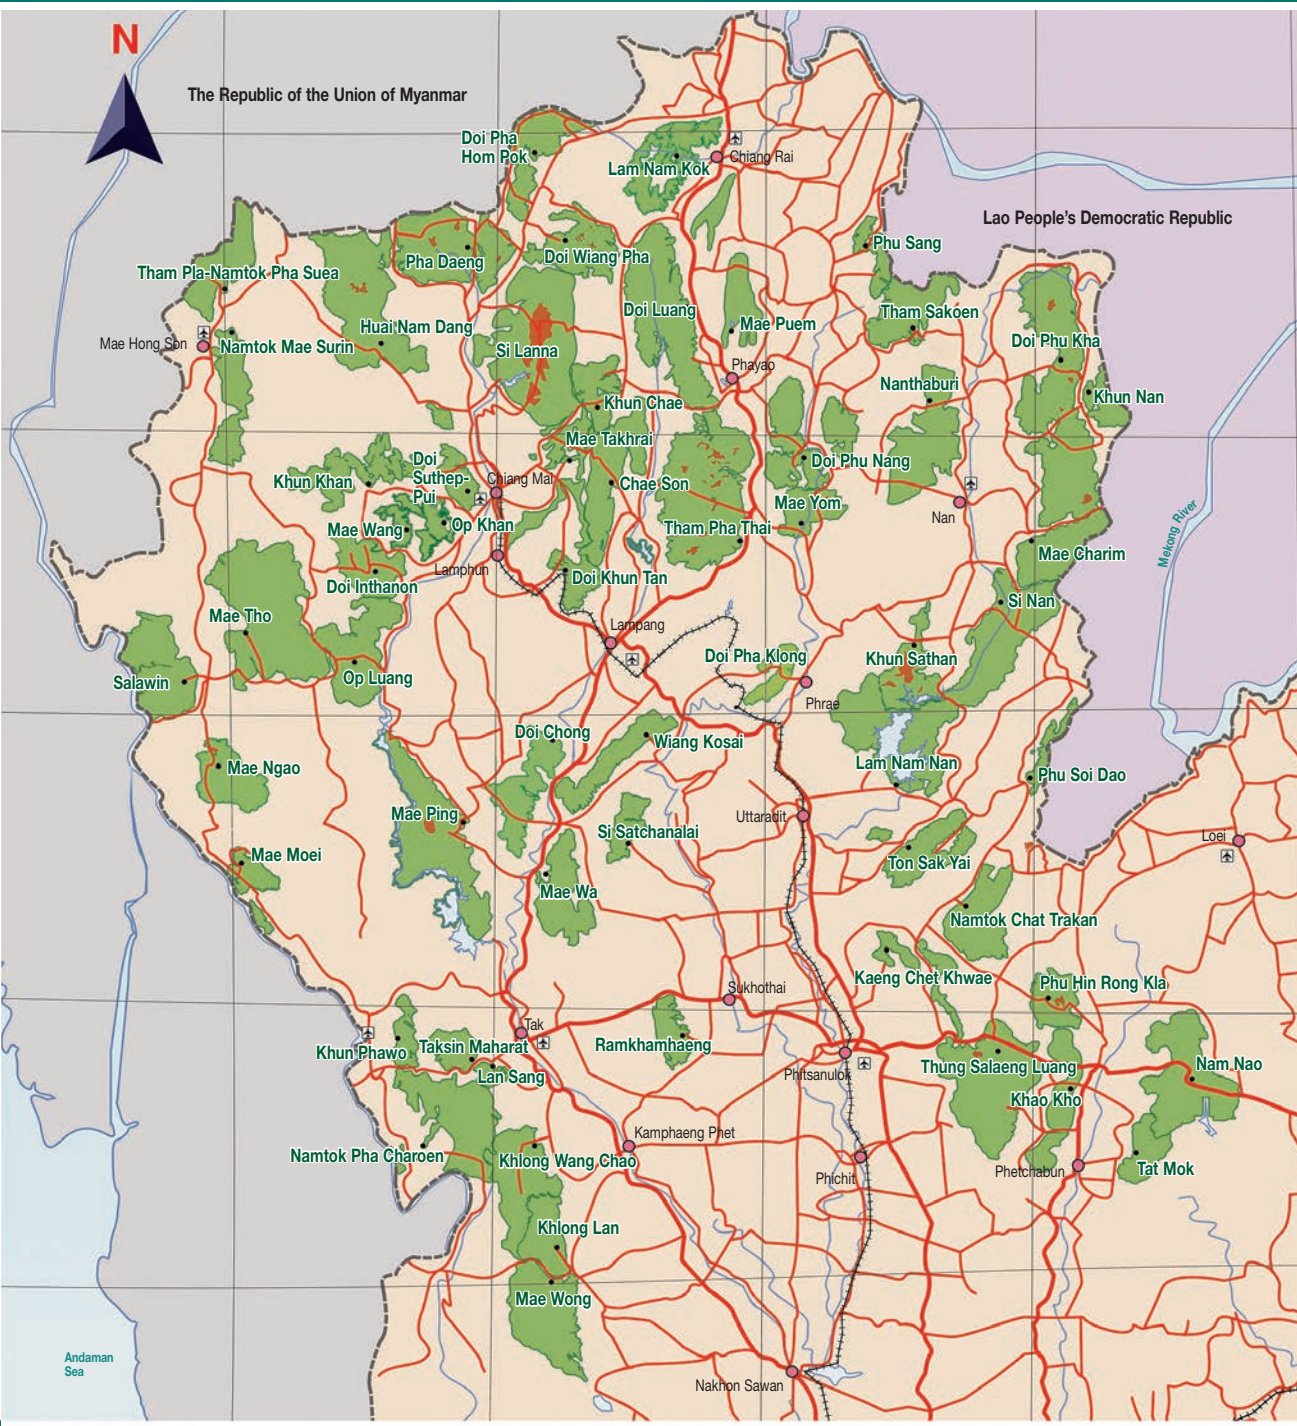 N
The Republic of the Union of Myanmar
Doi Pha
Hom Pok
Lam Nam Kok
Chiang Rai
Lao People's Democratic Republic
Phu Sang
Pha Daeng
Doi Wiang Pha
Tham Pla-Namtok Pha Suea
Doi Luang
Mae Puem
Tham Sakoen
Huai Nam Dang
Mae Hong Son
Namtok Mae Surin
Si Lanna
Doi Phu Kha
Phayao
Nanthaburi
Khun Nan
Khun Chae
Mae Takhrai
Doi
Suthep-
Pui
Khun Khan
Chiang Mai
Chae Son
Doi Phu Nang
Mae Yom
Nan
Mekong River
Mae Wang
Op Khan
Tham Pha Thai
Mae Charim
Lamphun
Doi Inthanon
Doi Khun Tan
Si Nan
Mae Tho
Lampang
Doi Pha Klong
Khun Sathan
Salawin
Op Luang
Phrae
Doi Chong
Wiang Kosai
Lam Nam Nan
Mae Ngao
Phu Soi Dao
Mae Ping
Uttaradit
Si Satchanalai
Loei
Mae Moei
Ton Sak Yai
Mae Wa
Namtok Chat Trakan
Kaeng Chet Khwae
Phu Hin Rong Kla
Sukhothai
Tak
Khun Phawo
Taksin Maharat
Ramkhamhaeng
Lan Sang
Phitsanulok
Thung Salaeng Luang
Nam Nao
Khao Kho
Kamphaeng Phet
Namtok Pha Charoen
Khlong Wang Chao
Phichit
Phetchabun
Tat Mok
Khlong Lan
Mae Wong
Andaman
Sea
Nakhon Sawan